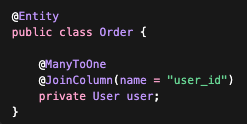 @Entity
public class Order {
@ManyToOne
@JoinColumn(name = "user_id")
private User user;
}